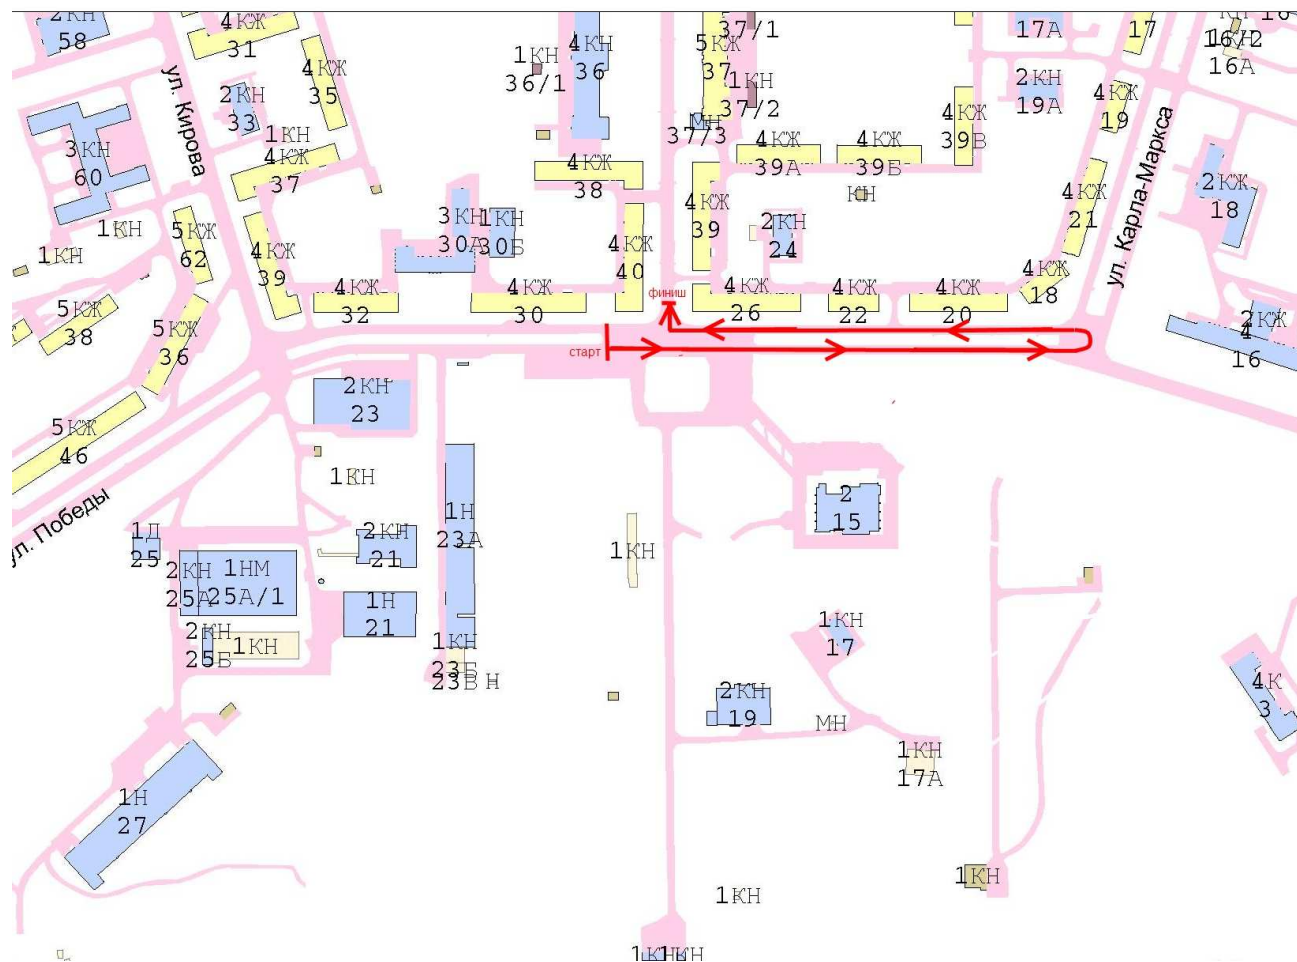 2КН
58
4КЖ
31
4КЖ
35
ул. Кирова
2КН
33
1КН
4КЖ
37
3КН
60
1КН
1КН
5КЖ
62
4КЖ
39
5КЖ
38
5КЖ
36
5КЖ
46
ул. Победы
1КН
36/1
4КН
36
5КЖ
37
37/1
1КН
37/2
МН
37/3
4КЖ
38
4КЖ
39
4КЖ
39А
4КЖ
39Б
4КЖ
39В
КН
17А
2КН
19А
17
4КЖ
19
16А
ул. Карла-Маркса
2КЖ
18
4КЖ
21
3КН
30А
1КН
30Б
4КЖ
40
2КН
24
4КЖ
32
4КЖ
30
финиш
4КЖ
26
4КЖ
22
4КЖ
20
4КЖ
18
2КЖ
4
16
старт
2КН
23
1КН
1Н
23А
2КН
21
1Л
25
2КН
25А
1НМ
25А/1
1Н
21
2КН
25Б
1КН
1КН
23Б
23В Н
1КН
2
15
1КН
17
2КН
19
МН
1КН
17А
4К
3
1Н
27
1КН
1КН
1КН